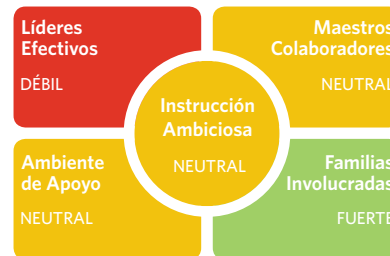 Líderes
Efectivos
DÉBIL
Maestros
Colaboradores
NEUTRAL
Instrucción
Ambiciosa
NEUTRAL
Ambiente
de Apoyo
NEUTRAL
Familias
Involucradas
FUERTE